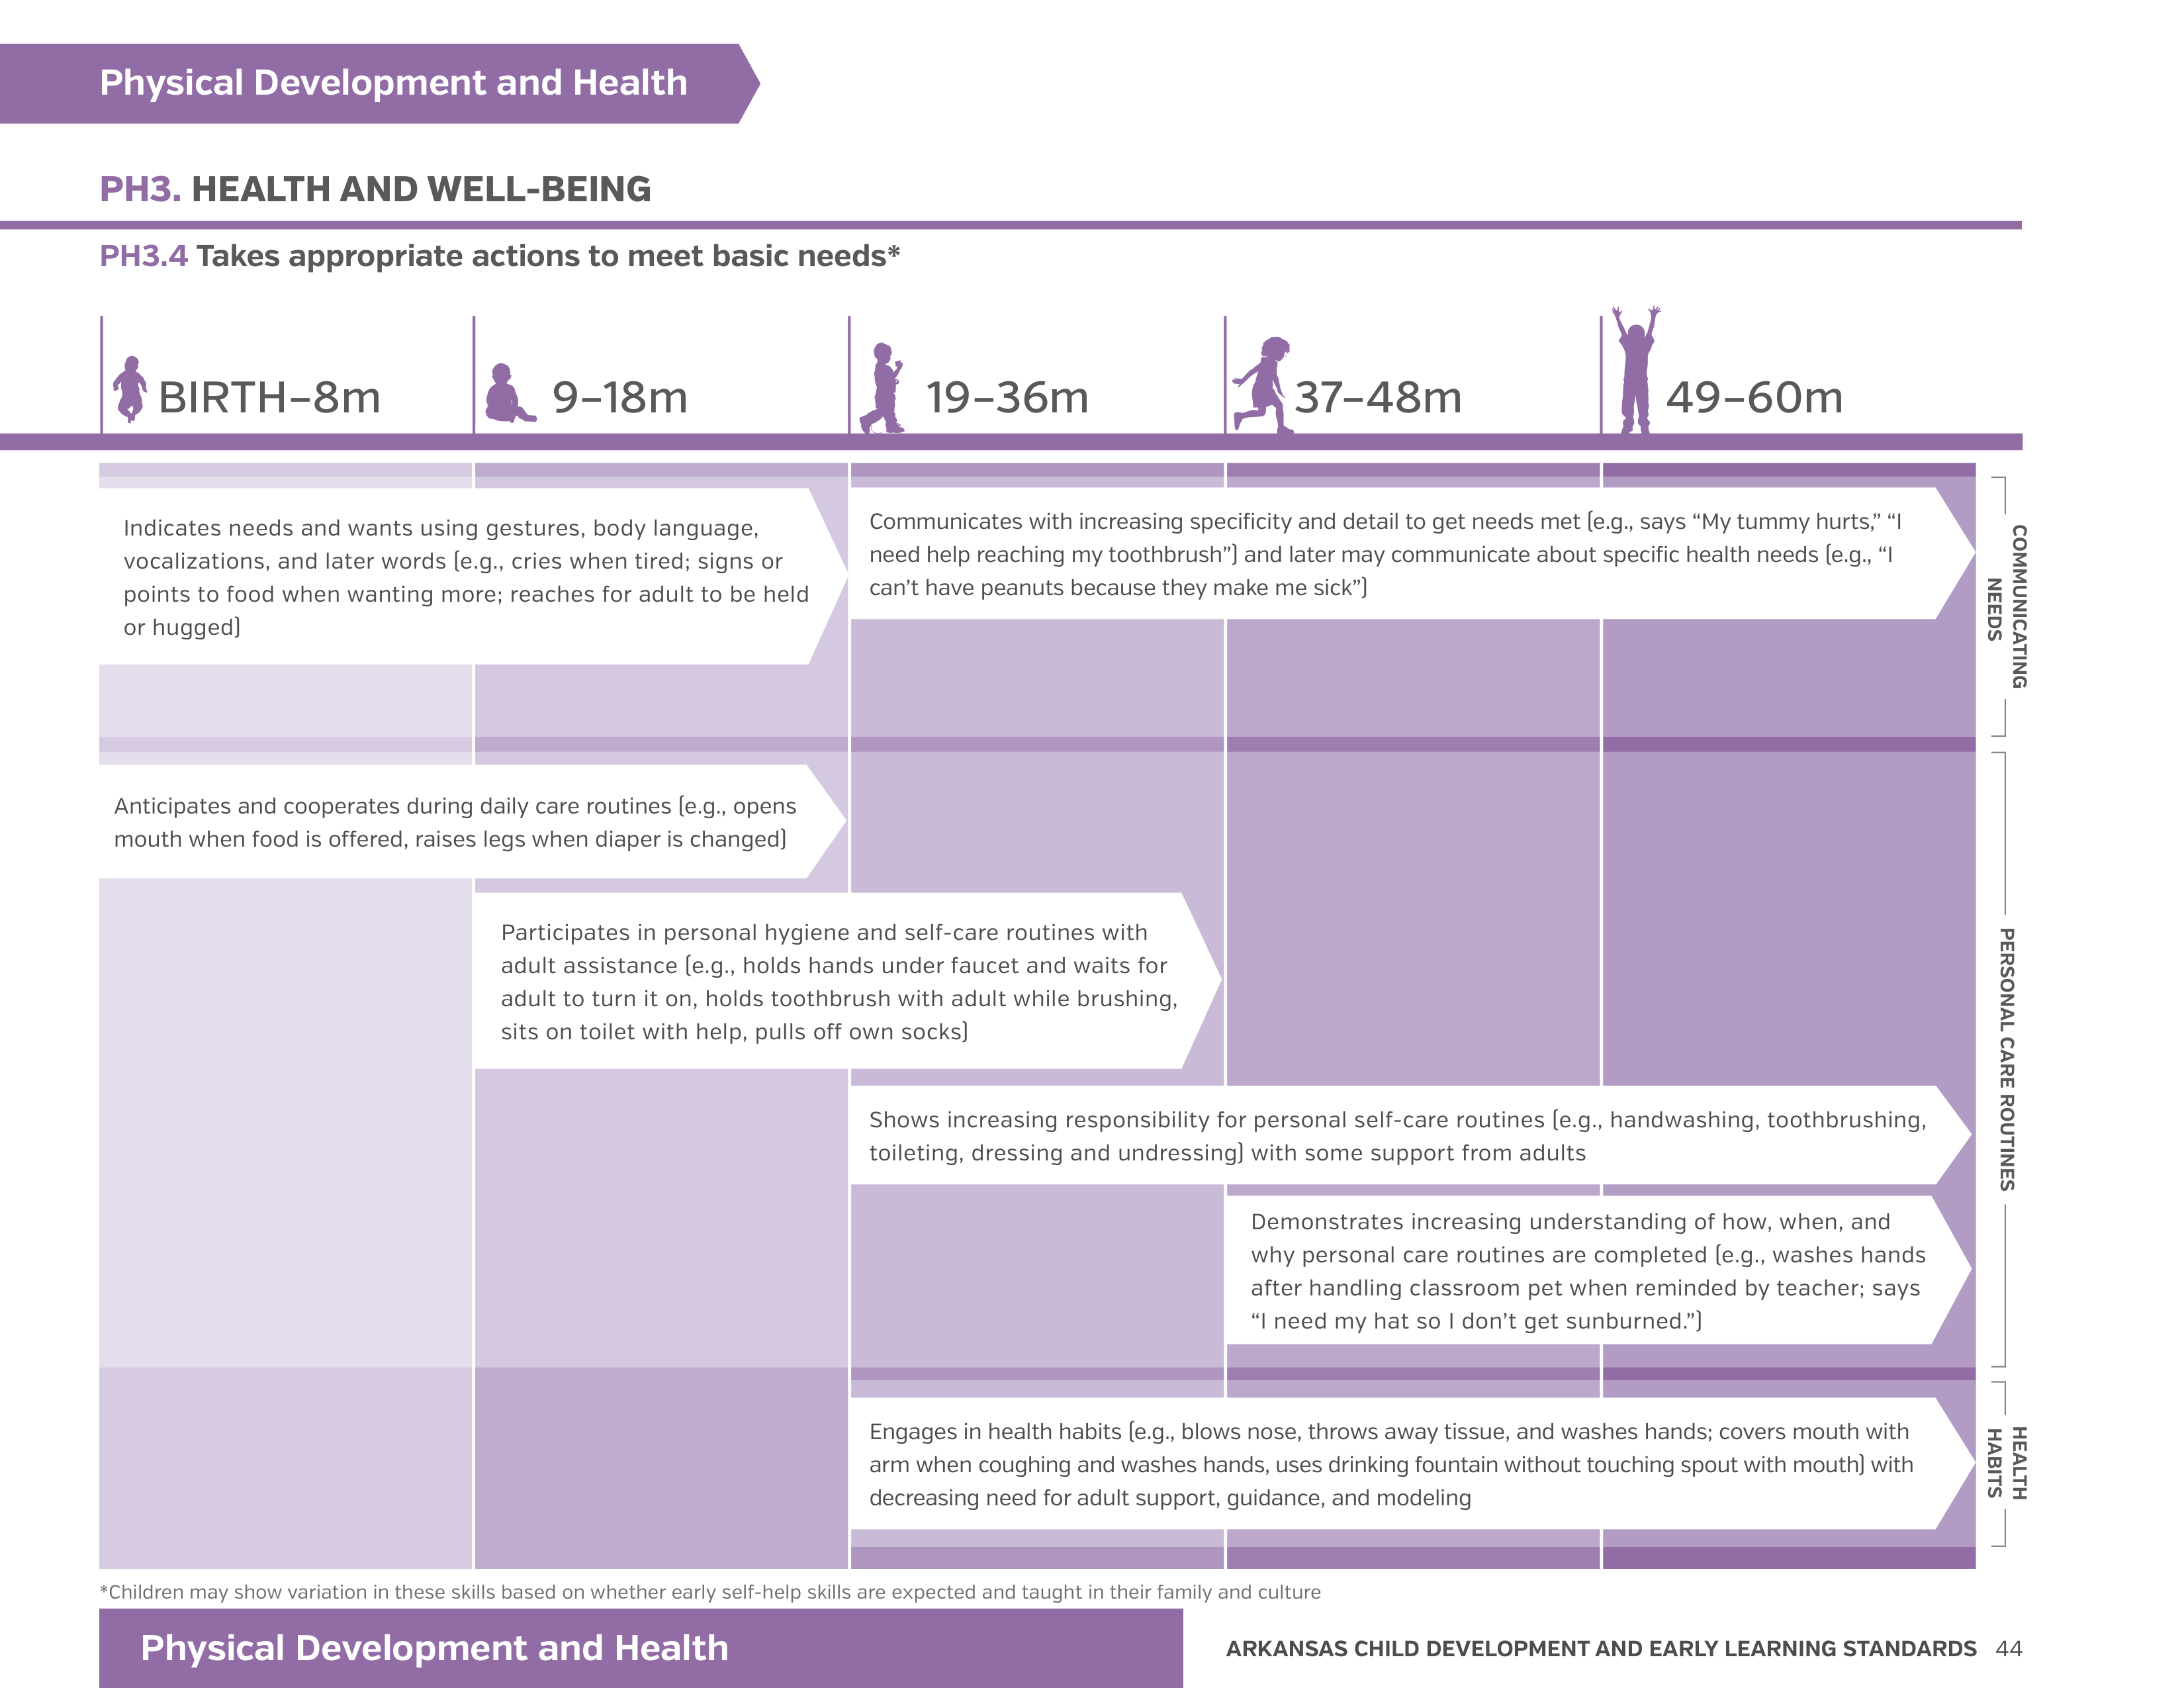 Physical Development and Health
PH3. HEALTH AND WELL-BEING
PH3.4 Takes appropriate actions to meet basic needs*
BIRTH–8m
9–18m
19–36m
37–48m
49–60m
Indicates needs and wants using gestures, body language,
vocalizations, and later words (e.g., cries when tired; signs or
points to food when wanting more; reaches for adult to be held
or hugged)
Communicates with increasing specificity and detail to get needs met (e.g., says “My tummy hurts,” “I
need help reaching my toothbrush”) and later may communicate about specific health needs (e.g., “I
can’t have peanuts because they make me sick”)
COMMUNICATING
NEEDS
Anticipates and cooperates during daily care routines (e.g., opens
mouth when food is offered, raises legs when diaper is changed)
Participates in personal hygiene and self-care routines with
adult assistance (e.g., holds hands under faucet and waits for
adult to turn it on, holds toothbrush with adult while brushing,
sits on toilet with help, pulls off own socks)
Shows increasing responsibility for personal self-care routines (e.g., handwashing, toothbrushing,
toileting, dressing and undressing) with some support from adults
Demonstrates increasing understanding of how, when, and
why personal care routines are completed (e.g., washes hands
after handling classroom pet when reminded by teacher; says
“I need my hat so I don’t get sunburned.”)
PERSONAL CARE ROUTINES
Engages in health habits (e.g., blows nose, throws away tissue, and washes hands; covers mouth with
arm when coughing and washes hands, uses drinking fountain without touching spout with mouth) with
decreasing need for adult support, guidance, and modeling
HEALTH
HABITS
*Children may show variation in these skills based on whether early self-help skills are expected and taught in their family and culture
Physical Development and Health
ARKANSAS CHILD DEVELOPMENT AND EARLY LEARNING STANDARDS 44